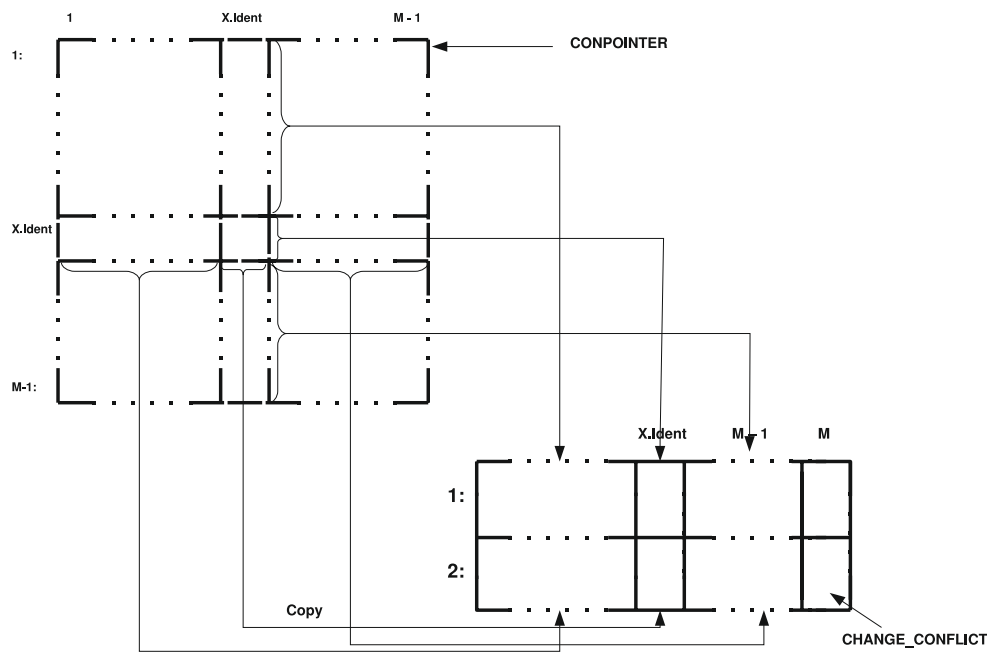 1 X.Ident M - 1
CONPOINTER
1:
X.Ident
M-1:
X.Ident M - 1 M
1:
2:
Copy
CHANGE_CONFLICT